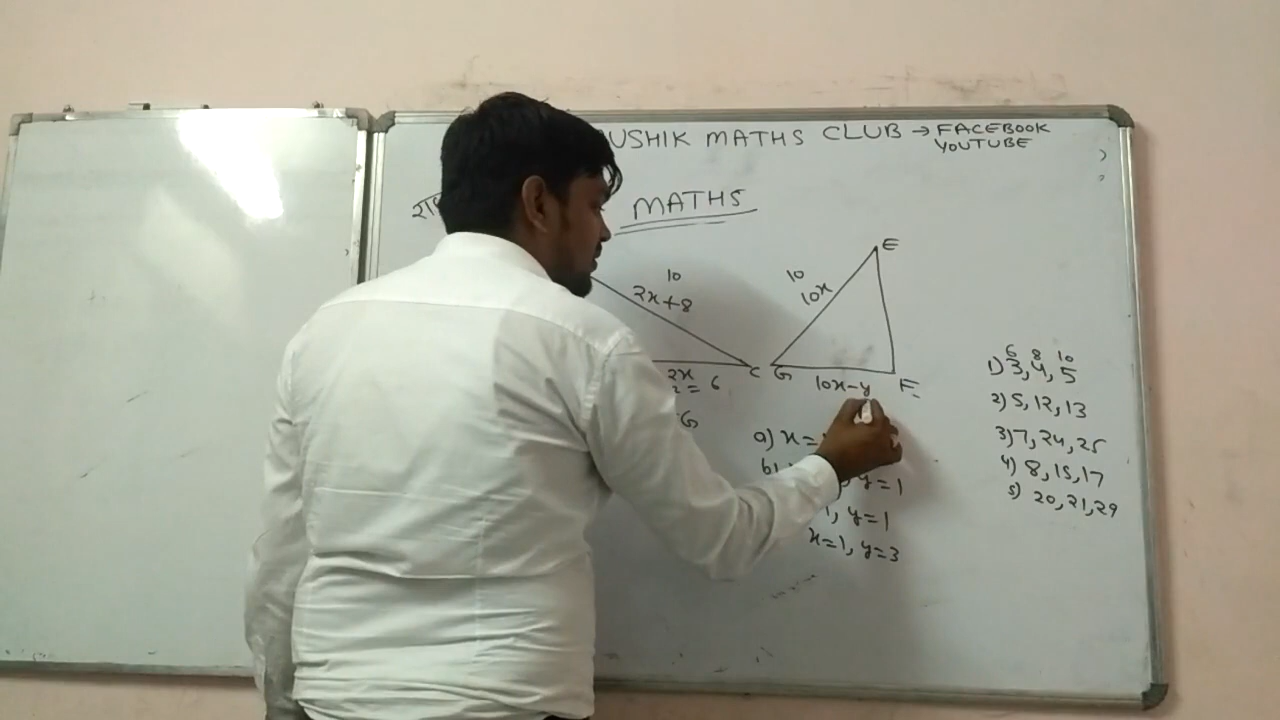 USHIK MATHS CLUB → FACEBOOK
YOUTUBE
MATHS
10
2x+8
C
= 6
G
10
10x
E
G
F
10x-y
a) x=
b)
y=1
1, y=1
x=1, y=3
6 8 10
1) 3, 4, 5
2) 5, 12, 13
3) 7, 24, 25
4) 8, 15, 17
5) 20, 21, 29